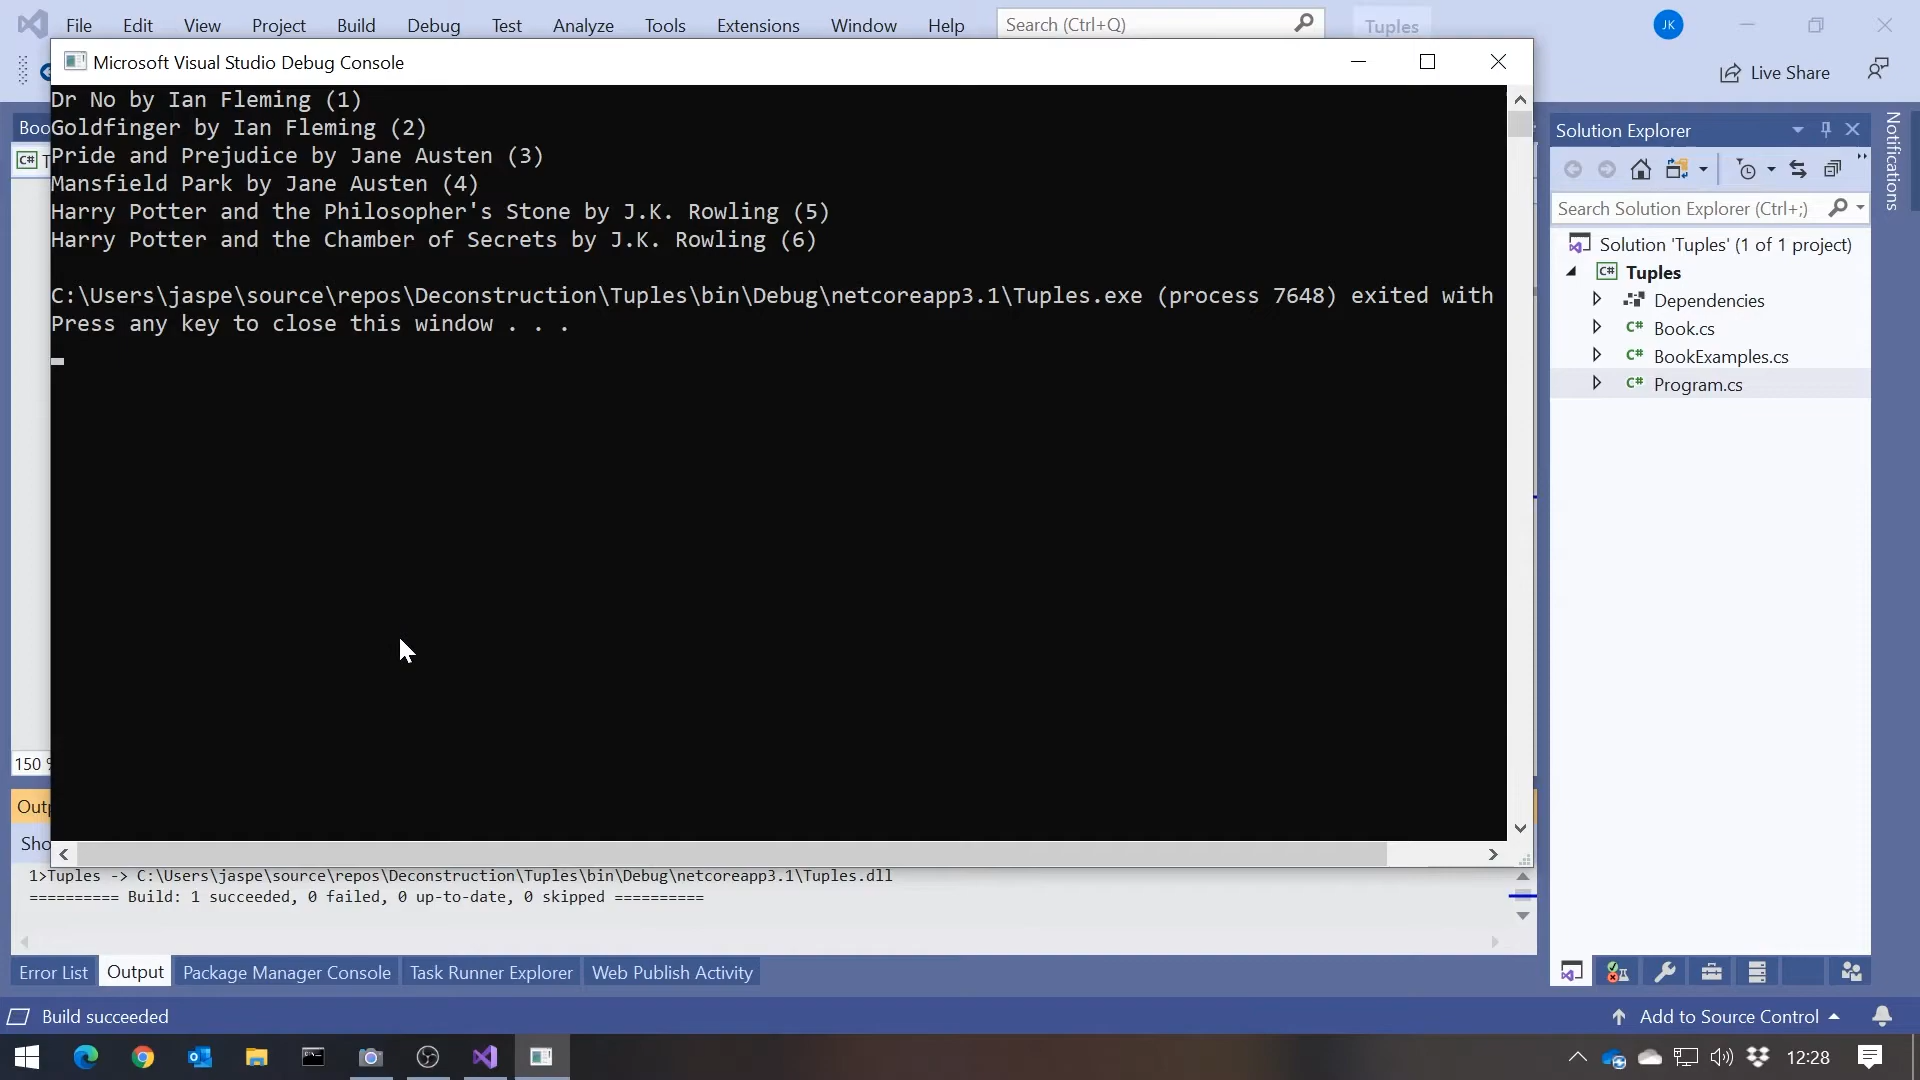 File Edit View Project Build Debug Test Analyze Tools Extensions Window Help Search (Ctrl+Q) Tuples JK
Microsoft Visual Studio Debug Console
Live Share
Dr No by Ian Fleming (1)
Goldfinger by Ian Fleming (2)
Pride and Prejudice by Jane Austen (3)
Mansfield Park by Jane Austen (4)
Harry Potter and the Philosopher's Stone by J.K. Rowling (5)
Harry Potter and the Chamber of Secrets by J.K. Rowling (6)
C:\Users\jaspe\source\repos\Deconstruction\Tuples\bin\Debug\netcoreapp3.1\Tuples.exe (process 7648) exited with
Press any key to close this window . . .
Boo
C# T
150 %
Outp
Sho
1>Tuples -> C:\Users\jaspe\source\repos\Deconstruction\Tuples\bin\Debug\netcoreapp3.1\Tuples.dll
========== Build: 1 succeeded, 0 failed, 0 up-to-date, 0 skipped ==========
Error List Output Package Manager Console Task Runner Explorer Web Publish Activity
Solution Explorer
Search Solution Explorer (Ctrl+;)
Solution 'Tuples' (1 of 1 project)
C# Tuples
Dependencies
C# Book.cs
C# BookExamples.cs
C# Program.cs
Notifications
Build succeeded
Add to Source Control
12:28